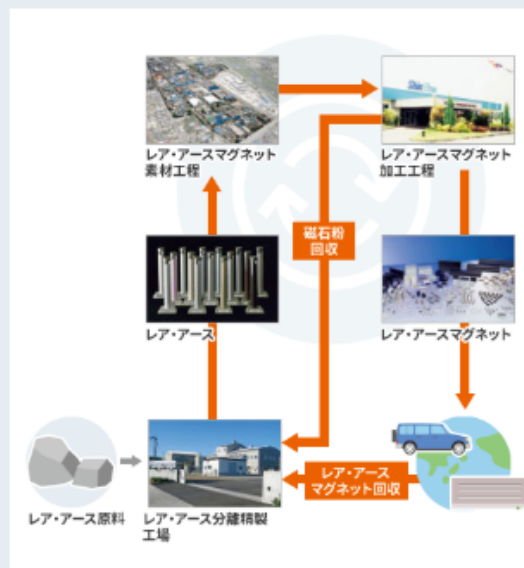 レア・アースマグネット
素材工程
レア・アースマグネット
加工工程
磁石粉
回収
レア・アース
レア・アースマグネット
レア・アース
マグネット回収
レア・アース原料
レア・アース分離精製
工場